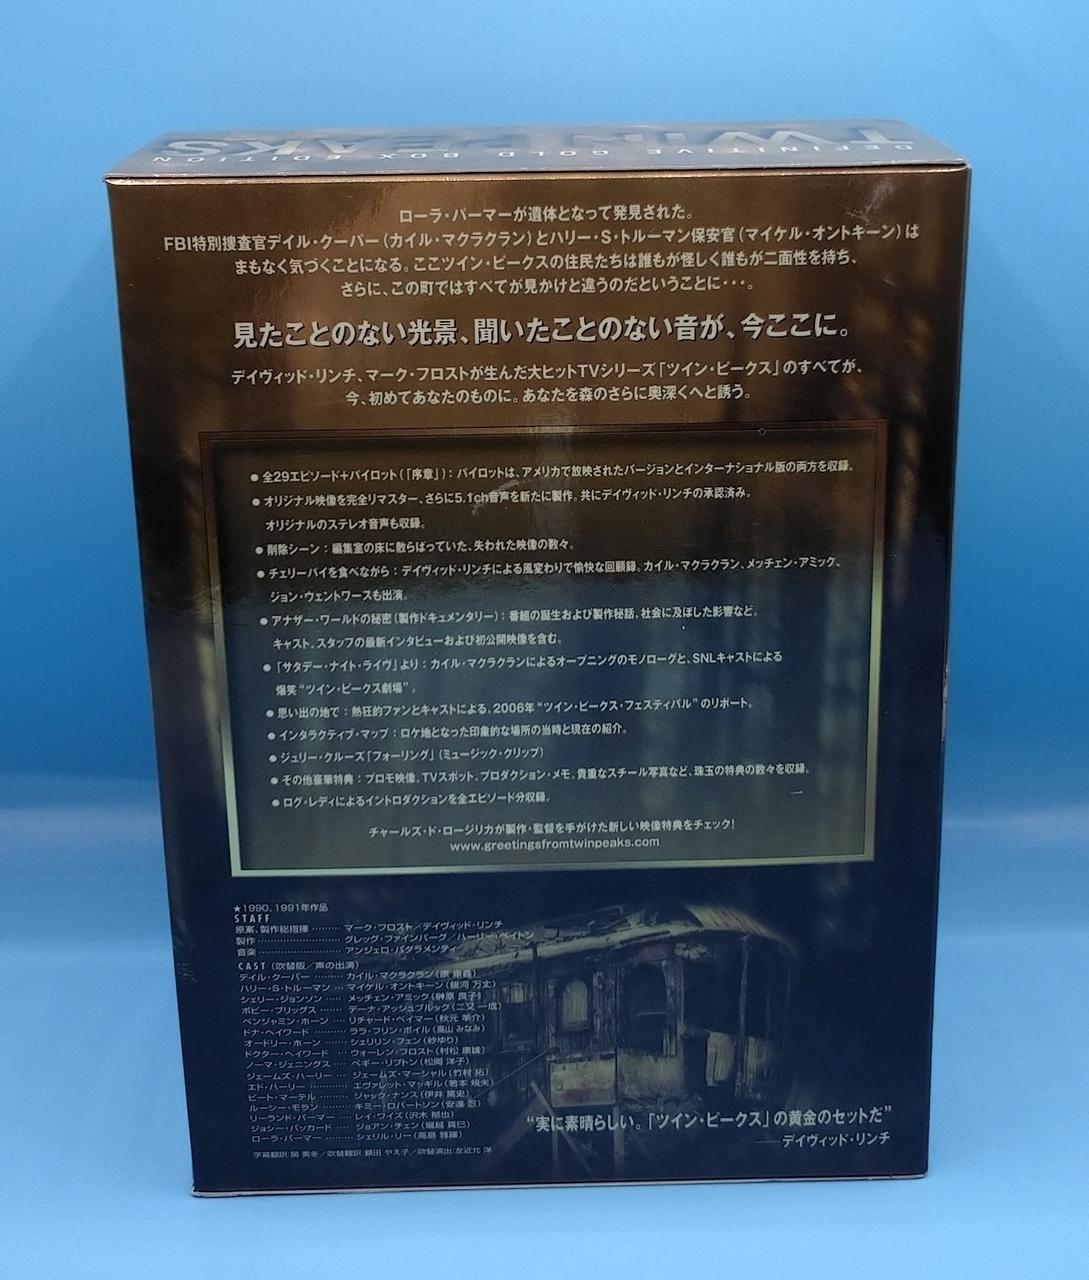 TWIN PEAKS
DEFINITIVE GOLD BOX EDITION
ローラ・パーマーが遺体となって発見された。
FBI特別捜査官デイル・クーパー(カイル・マクラクラン)とハリー・S・トルーマン保安官(マイケル・オントキーン)は
まもなく気づくことになる。ここツイン・ピークスの住民たちは誰もが怪しく誰もが二面性を持ち、
さらに、この町ではすべてが見かけと違うのだということに・・・。
見たことのない光景、聞いたことのない音が、今ここに。
デイヴィッド・リンチ、マーク・フロストが生んだ大ヒットTVシリーズ「ツイン・ピークス」のすべてが、
今、初めてあなたのものに。あなたを森のさらに奥深くへと誘う。
●全29エピソード+パイロット(「序章」):パイロットは、アメリカで放映されたバージョンとインターナショナル版の両方を収録。
●オリジナル映像を完全リマスター、さらに5.1ch音声を新たに製作。共にデイヴィッド・リンチの承認済み。
オリジナルのステレオ音声も収録。
●削除シーン:編集室の床に散らばっていた、失われた映像の数々。
●チェリーパイを食べながら:デイヴィッド・リンチによる風変わりで愉快な回顧録。カイル・マクラクラン、メッチェン・アミック、
ジョン・ウェントワースも出演。
●アナザー・ワールドの秘密(製作ドキュメンタリー):番組の誕生および製作秘話、社会に及ぼした影響など。
キャスト、スタッフの最新インタビューおよび初公開映像を含む。
●「サタデー・ナイト・ライヴ」より:カイル・マクラクランによるオープニングのモノローグと、SNLキャストによる
爆笑“ツイン・ピークス劇場”。
●思い出の地で:熱狂的ファンとキャストによる、2006年“ツイン・ピークス・フェスティバル”のリポート。
●インタラクティブ・マップ:ロケ地となった印象的な場所の当時と現在の紹介。
●ジュリー・クルーズ「フォーリング」(ミュージック・クリップ)
●その他豪華特典:プロモ映像、TVスポット、プロダクション・メモ、貴重なスチール写真など、珠玉の特典の数々を収録。
●ログ・レディによるイントロダクションを全エピソード分収録。
チャールズ・ド・ロージリカが製作・監督を手がけた新しい映像特典をチェック!
www.greetingsfromtwinpeaks.com
★1990、1991年作品
STAFF
原案、製作総指揮………マーク・フロスト/デイヴィッド・リンチ
製作………………グレッグ・ファインバーグ/ハーリー・ペイトン
音楽………………アンジェロ・バダラメンティ
CAST(吹替版/声の出演)
デイル・クーパー………カイル・マクラクラン(原 康義)
ハリー・S・トルーマン……マイケル・オントキーン(銀河 万丈)
シェリー・ジョンソン……メッチェン・アミック(榊原 良子)
ボビー・ブリッグス………デーナ・アッシュブルック(二又 一成)
ベンジャミン・ホーン……リチャード・ベイマー(秋元 羊介)
ドナ・ヘイワード…………ララ・フリン・ボイル(高山 みなみ)
オードリー・ホーン………シェリリン・フェン(紗ゆり)
ドクター・ヘイワード……ウォーレン・フロスト(村松 康雄)
ノーマ・ジェニングス……ペギー・リプトン(松岡 洋子)
ジェームズ・ハーリー……ジェームズ・マーシャル(竹村 拓)
エド・ハーリー……………エヴァレット・マッギル(若本 規夫)
ピート・マーテル…………ジャック・ナンス(伊井 篤史)
ルーシー・モラン…………キミー・ロバートソン(安達 忍)
リーランド・パーマー……レイ・ワイズ(沢木 郁也)
ジョシー・パッカード……ジョアン・チェン(堀越 真己)
ローラ・パーマー…………シェリル・リー(高島 雅羅)
字幕翻訳:関 美冬/吹替翻訳:額田 やえ子/吹替演出:左近允 洋
“実に素晴らしい。「ツイン・ピークス」の黄金のセットだ”
――デイヴィッド・リンチ